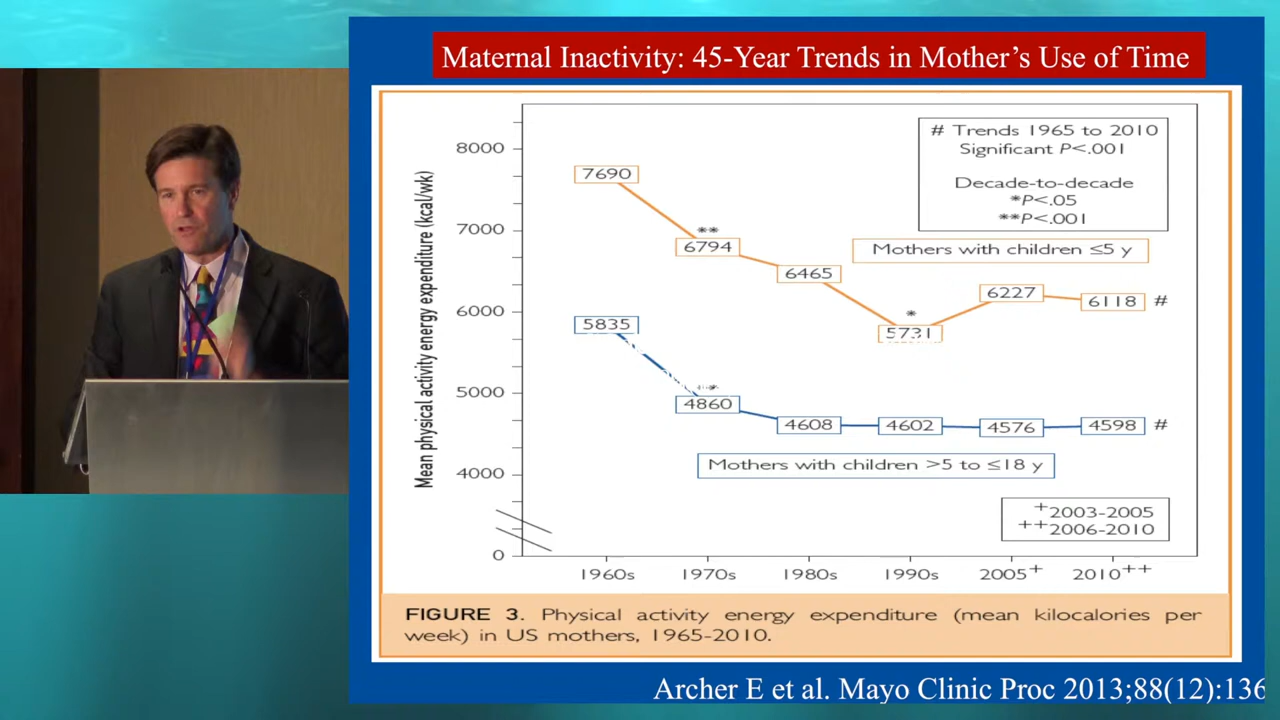 Maternal Inactivity: 45-Year Trends in Mother's Use of Time
Mean physical activity energy expenditure (kcal/wk)
8000
7000
6000
5000
4000
0
# Trends 1965 to 2010
Significant P<.001
Decade-to-decade
*P<.05
**P<.001
Mothers with children ≤5 y
7690
**
6794
6465
*
5731
6227
6118 #
5835
**
4860
4608
4602
4576
4598 #
Mothers with children >5 to ≤18 y
+2003-2005
++2006-2010
1960s 1970s 1980s 1990s 2005+ 2010++
FIGURE 3. Physical activity energy expenditure (mean kilocalories per
week) in US mothers, 1965-2010.
Archer E et al. Mayo Clinic Proc 2013;88(12):136